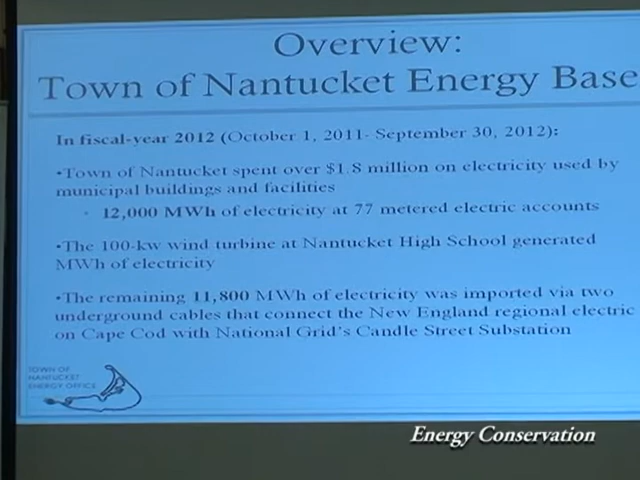 Overview:
Town of Nantucket Energy Base
In fiscal-year 2012 (October 1, 2011- September 30, 2012):
•Town of Nantucket spent over $1.8 million on electricity used by
municipal buildings and facilities
• 12,000 MWh of electricity at 77 metered electric accounts
•The 100-kw wind turbine at Nantucket High School generated
MWh of electricity
•The remaining 11,800 MWh of electricity was imported via two
underground cables that connect the New England regional electric
on Cape Cod with National Grid's Candle Street Substation
TOWN OF
NANTUCKET
ENERGY OFFICE
Energy Conservation